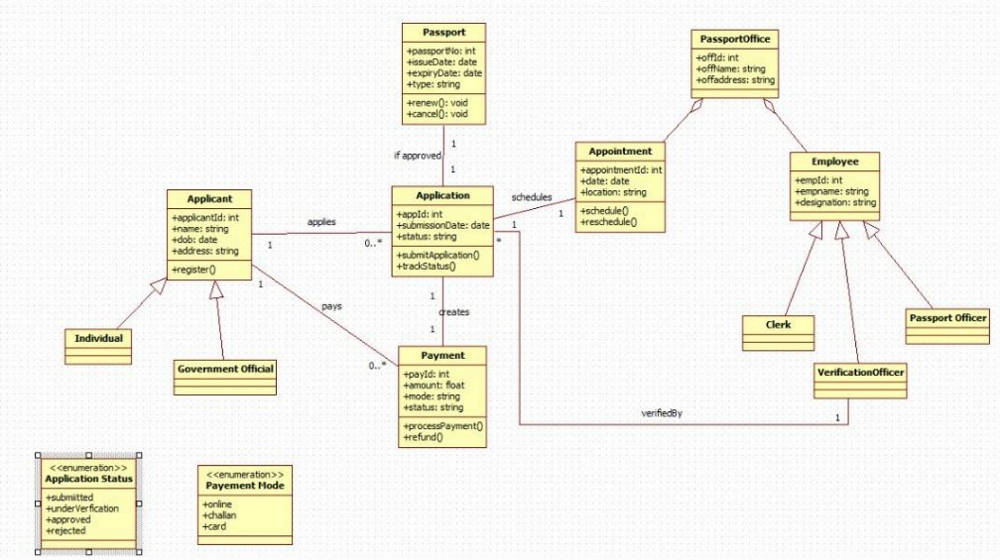 Passport
+passportNo: int
+issueDate: date
+expiryDate: date
+type: string
+renew(): void
+cancel(): void
PassportOffice
+offId: int
+offName: string
+offaddress: string
1
if approved
1
Appointment
+appointmentId: int
+date: date
+location: string
+schedule()
+reschedule()
Employee
+empId: int
+empname: string
+designation: string
Applicant
+applicantId: int
+name: string
+dob: date
+address: string
+register()
applies
1
0..*
Application
+appId: int
+submissionDate: date
+status: string
+submitApplication()
+trackStatus()
schedules
1
1
*
1
pays
0..*
1
creates
1
Individual
Government Official
Payment
+payId: int
+amount: float
+mode: string
+status: string
+processPayment()
+refund()
Clerk
Passport Officer
VerificationOfficer
verifiedBy
1
<<enumeration>>
Application Status
+submiitted
+underVerfication
+approved
+rejected
<<enumeration>>
Payement Mode
+online
+challan
+card